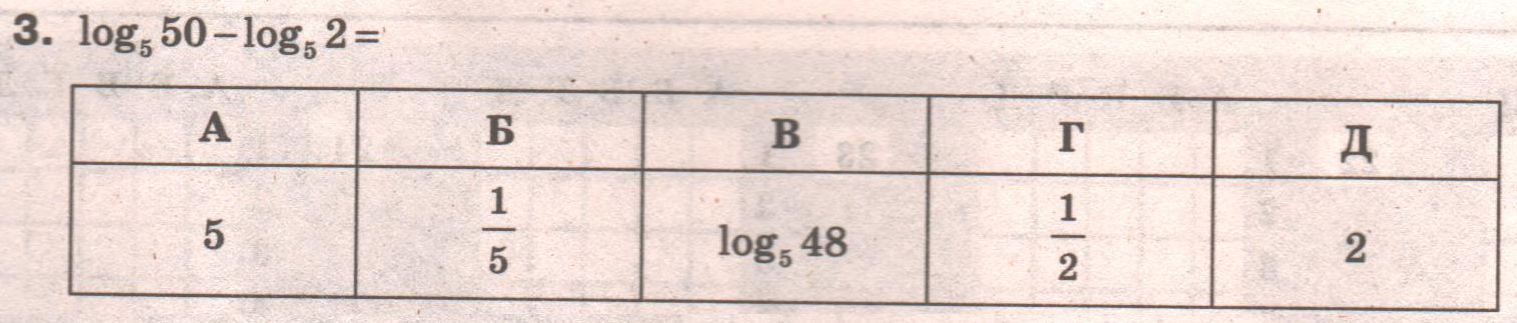 3. log₅ 50 – log₅ 2 =
А Б В Г Д
5 1/5 log₅ 48 1/2 2